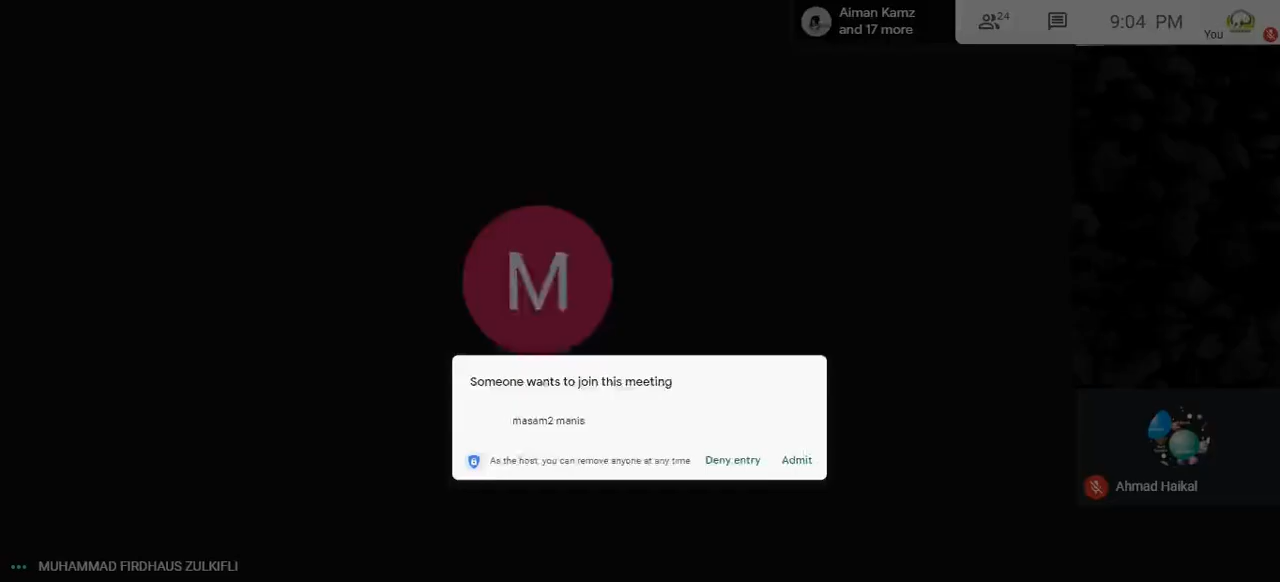 Aiman Kamz
and 17 more
24
9:04 PM
You
M
Someone wants to join this meeting
masam2 manis
As the host, you can remove anyone at any time
Deny entry
Admit
Ahmad Haikal
MUHAMMAD FIRDHAUS ZULKIFLI